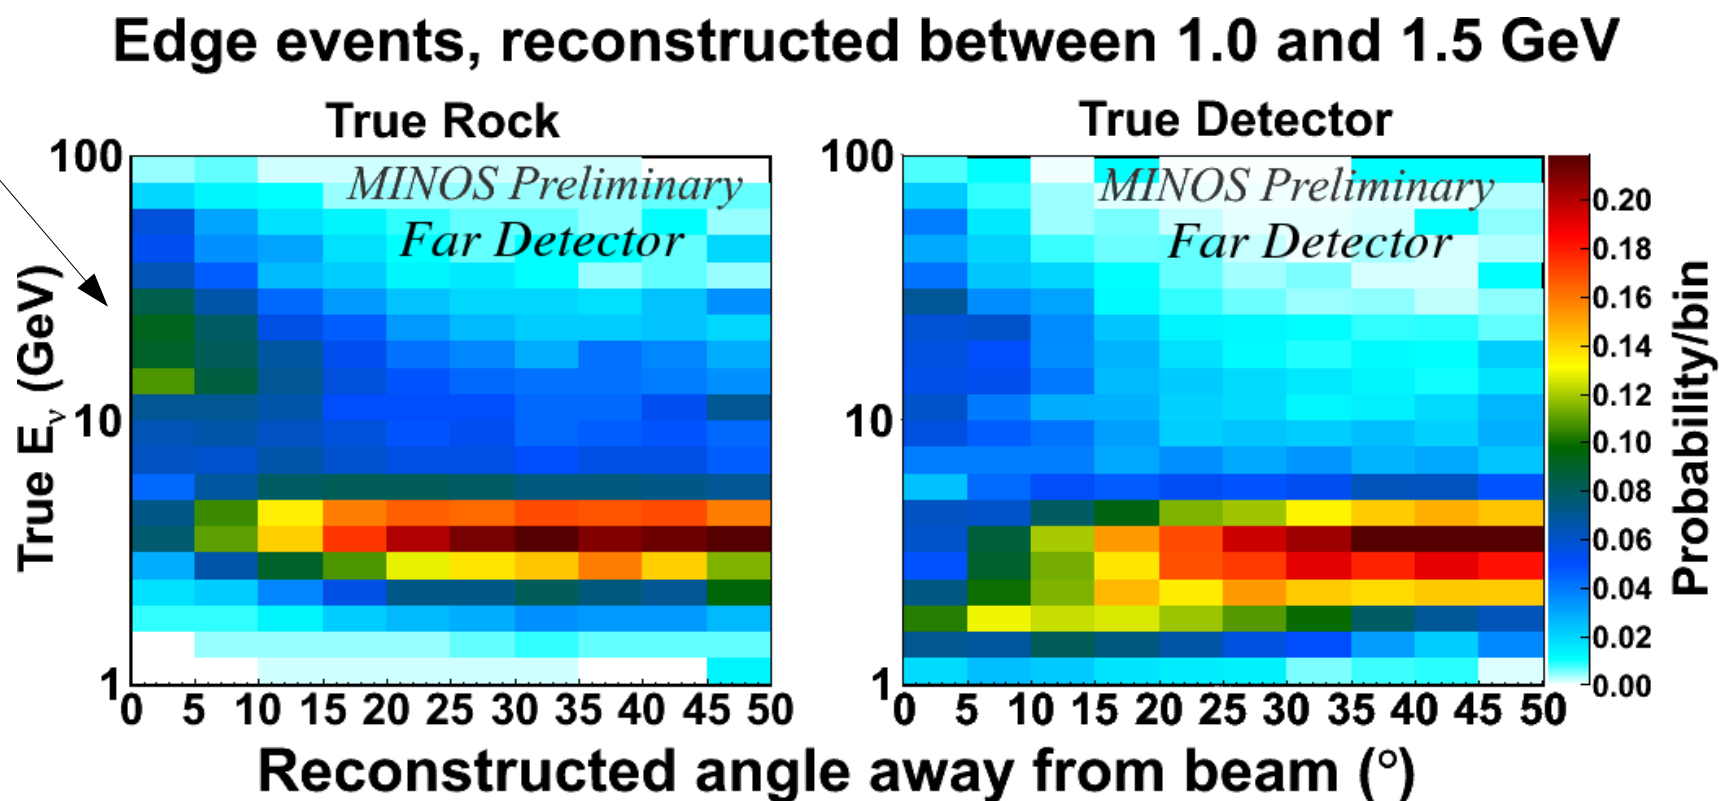 Edge events, reconstructed between 1.0 and 1.5 GeV
True Rock
True Detector
MINOS Preliminary
Far Detector
MINOS Preliminary
Far Detector
True Eν (GeV)
100
10
1
0 5 10 15 20 25 30 35 40 45 50
100
10
1
0 5 10 15 20 25 30 35 40 45 50
0.20
0.18
0.16
0.14
0.12
0.10
0.08
0.06
0.04
0.02
0.00
Probability/bin
Reconstructed angle away from beam (°)